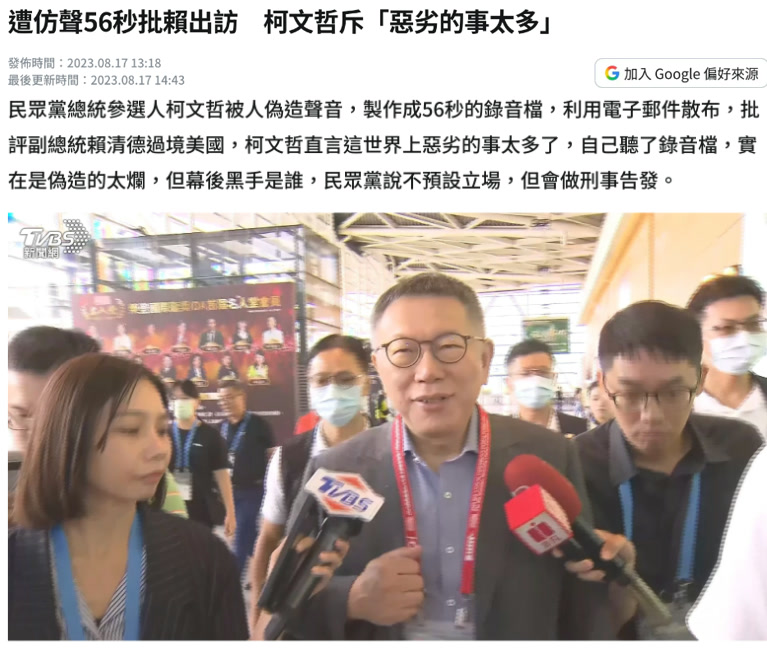 遭仿聲56秒批賴出訪　柯文哲斥「惡劣的事太多」
發佈時間：2023.08.17 13:18
最後更新時間：2023.08.17 14:43
加入 Google 偏好來源
民眾黨總統參選人柯文哲被人偽造聲音，製作成56秒的錄音檔，利用電子郵件散布，批
評副總統賴清德過境美國，柯文哲直言這世界上惡劣的事太多了，自己聽了錄音檔，實
在是偽造的太爛，但幕後黑手是誰，民眾黨說不預設立場，但會做刑事告發。
TVBS
新聞網
TVBS